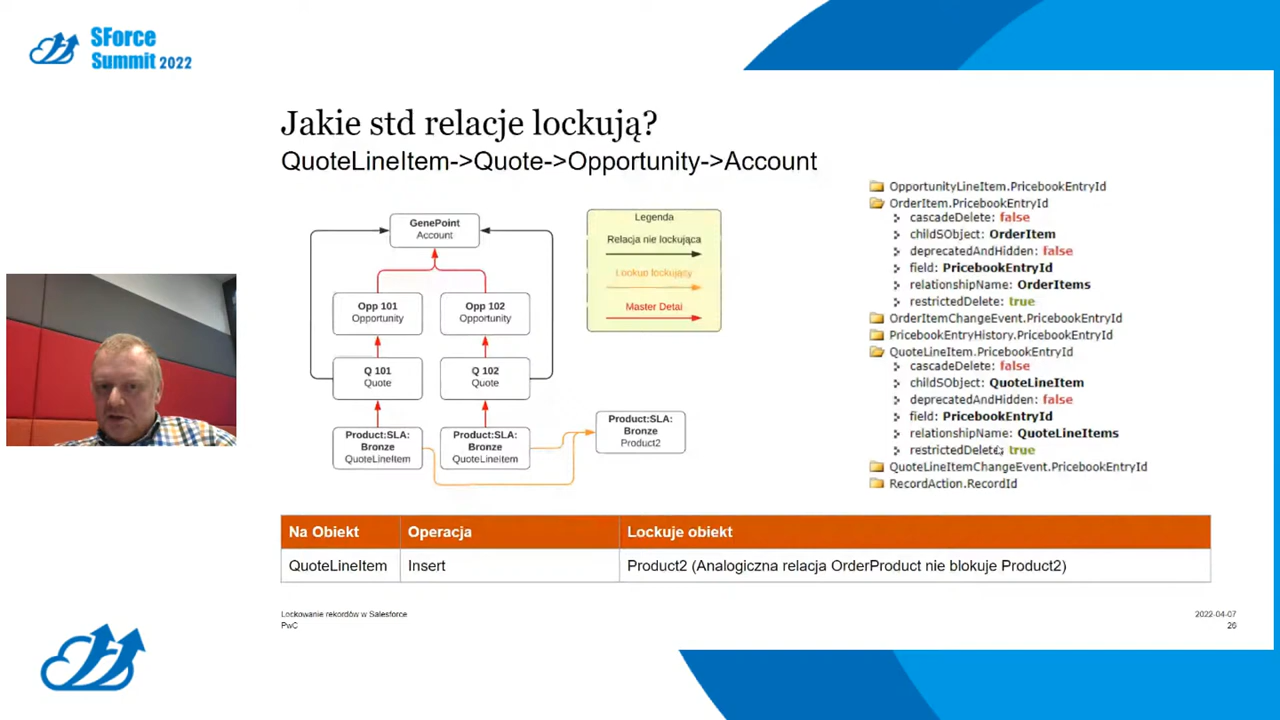 SForce
Summit 2022
Jakie std relacje lockują?
QuoteLineItem->Quote->Opportunity->Account
GenePoint
Account
Opp 101
Opportunity
Opp 102
Opportunity
Q 101
Quote
Q 102
Quote
Product:SLA:
Bronze
QuoteLineItem
Product:SLA:
Bronze
QuoteLineItem
Product:SLA:
Bronze
Product2
Legenda
Relacja nie lockująca
Lookup lockujący
Master Detai
OpportunityLineItem.PricebookEntryId
OrderItem.PricebookEntryId
cascadeDelete: false
childSObject: OrderItem
deprecatedAndHidden: false
field: PricebookEntryId
relationshipName: OrderItems
restrictedDelete: true
OrderItemChangeEvent.PricebookEntryId
PricebookEntryHistory.PricebookEntryId
QuoteLineItem.PricebookEntryId
cascadeDelete: false
childSObject: QuoteLineItem
deprecatedAndHidden: false
field: PricebookEntryId
relationshipName: QuoteLineItems
restrictedDelete: true
QuoteLineItemChangeEvent.PricebookEntryId
RecordAction.RecordId
Na Obiekt Operacja Lockuje obiekt
QuoteLineItem Insert Product2 (Analogiczna relacja OrderProduct nie blokuje Product2)
Lockowanie rekordów w Salesforce
PwC
2022-04-07
26